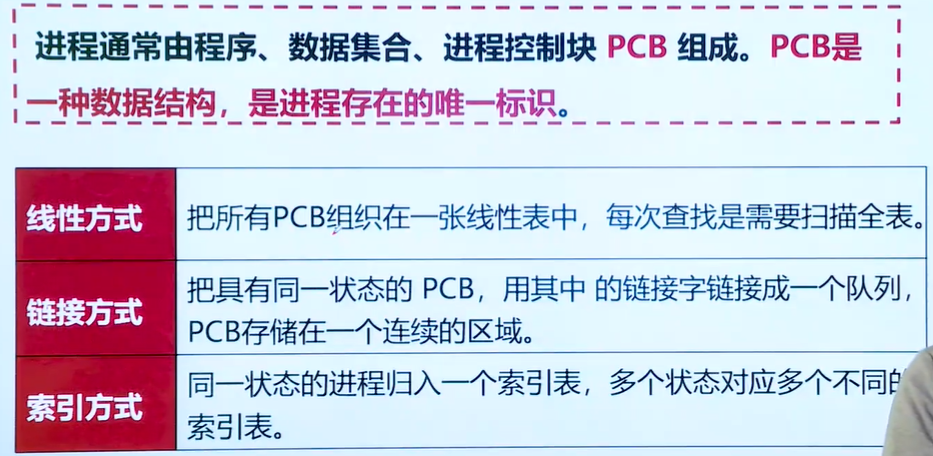 进程通常由程序、数据集合、进程控制块 PCB 组成。PCB是
一种数据结构，是进程存在的唯一标识。
线性方式
把所有PCB组织在一张线性表中，每次查找是需要扫描全表。
链接方式
把具有同一状态的 PCB，用其中 的链接字链接成一个队列，
PCB存储在一个连续的区域。
索引方式
同一状态的进程归入一个索引表，多个状态对应多个不同的
索引表。